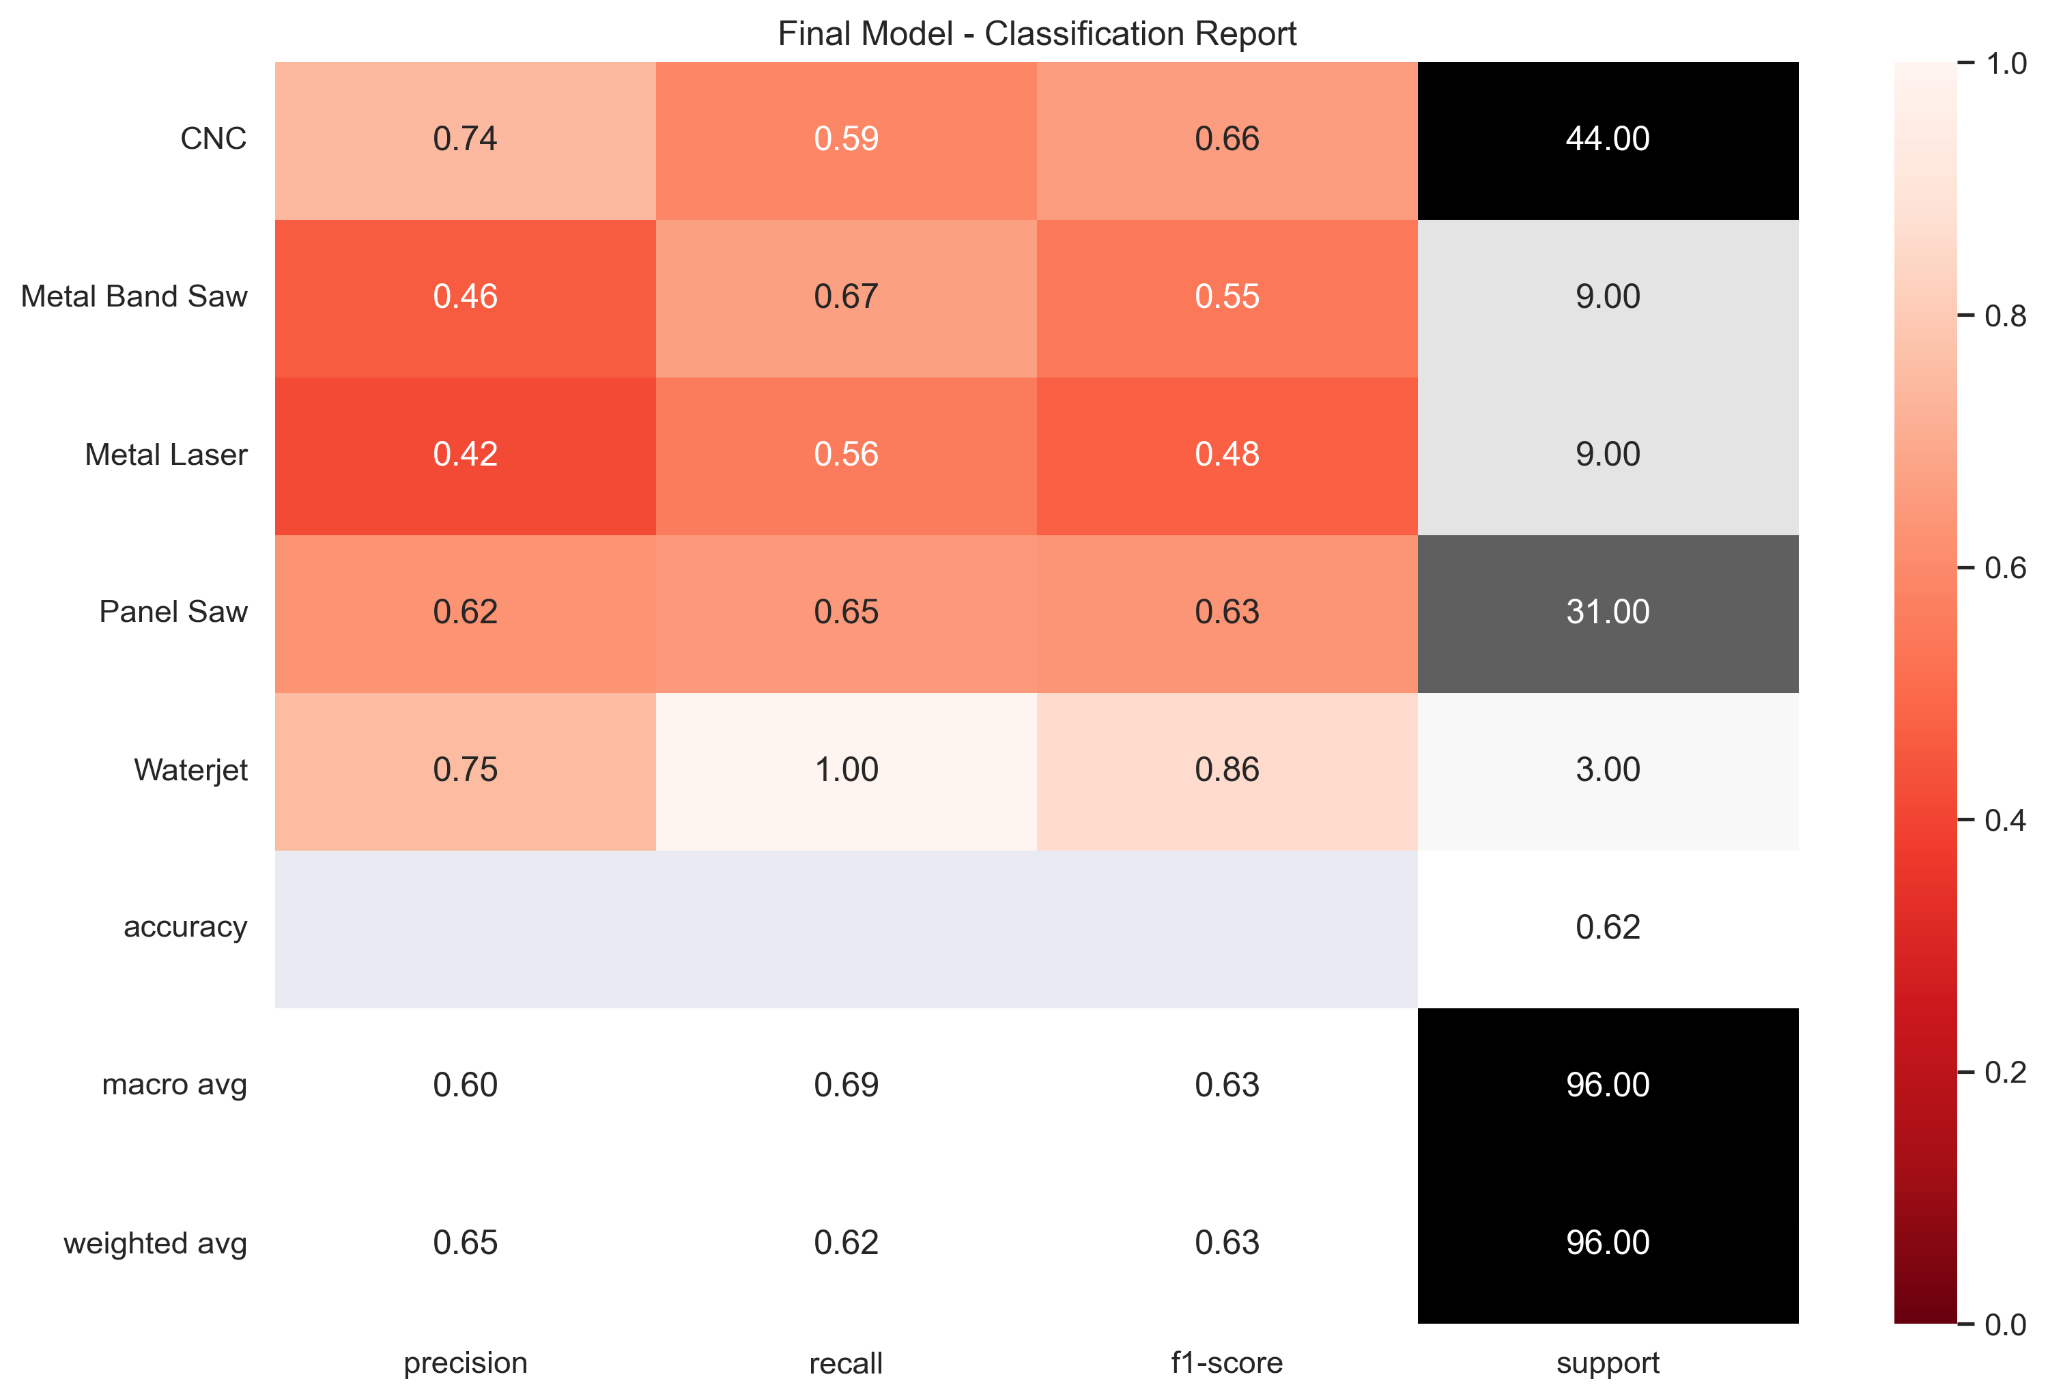 Final Model - Classification Report
CNC 0.74 0.59 0.66 44.00
Metal Band Saw 0.46 0.67 0.55 9.00
Metal Laser 0.42 0.56 0.48 9.00
Panel Saw 0.62 0.65 0.63 31.00
Waterjet 0.75 1.00 0.86 3.00
accuracy 0.62
macro avg 0.60 0.69 0.63 96.00
weighted avg 0.65 0.62 0.63 96.00
precision recall f1-score support
1.0
0.8
0.6
0.4
0.2
0.0